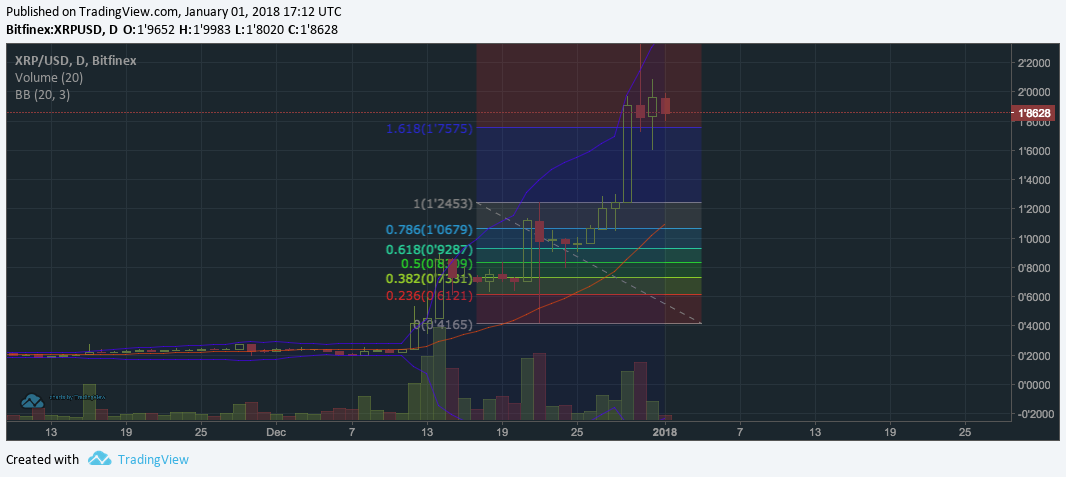 Published on TradingView.com, January 01, 2018 17:12 UTC
Bitfinex:XRPUSD, D O:1'9652 H:1'9983 L:1'8020 C:1'8628
XRP/USD, D, Bitfinex
Volume (20)
BB (20, 3)
2'2000
2'0000
1'8628
1'8000
1.618(1'7575)
1'6000
1'4000
1(1'2453)
1'2000
0.786(1'0679)
1'0000
0.618(0'9287)
0.5(0'8309)
0'8000
0.382(0'7331)
0.236(0'6121)
0'6000
0(0'4165)
0'4000
0'2000
0'0000
charts by TradingView
-0'2000
13 19 25 Dec 7 13 19 25 2018 7 13 19 25
Created with TradingView